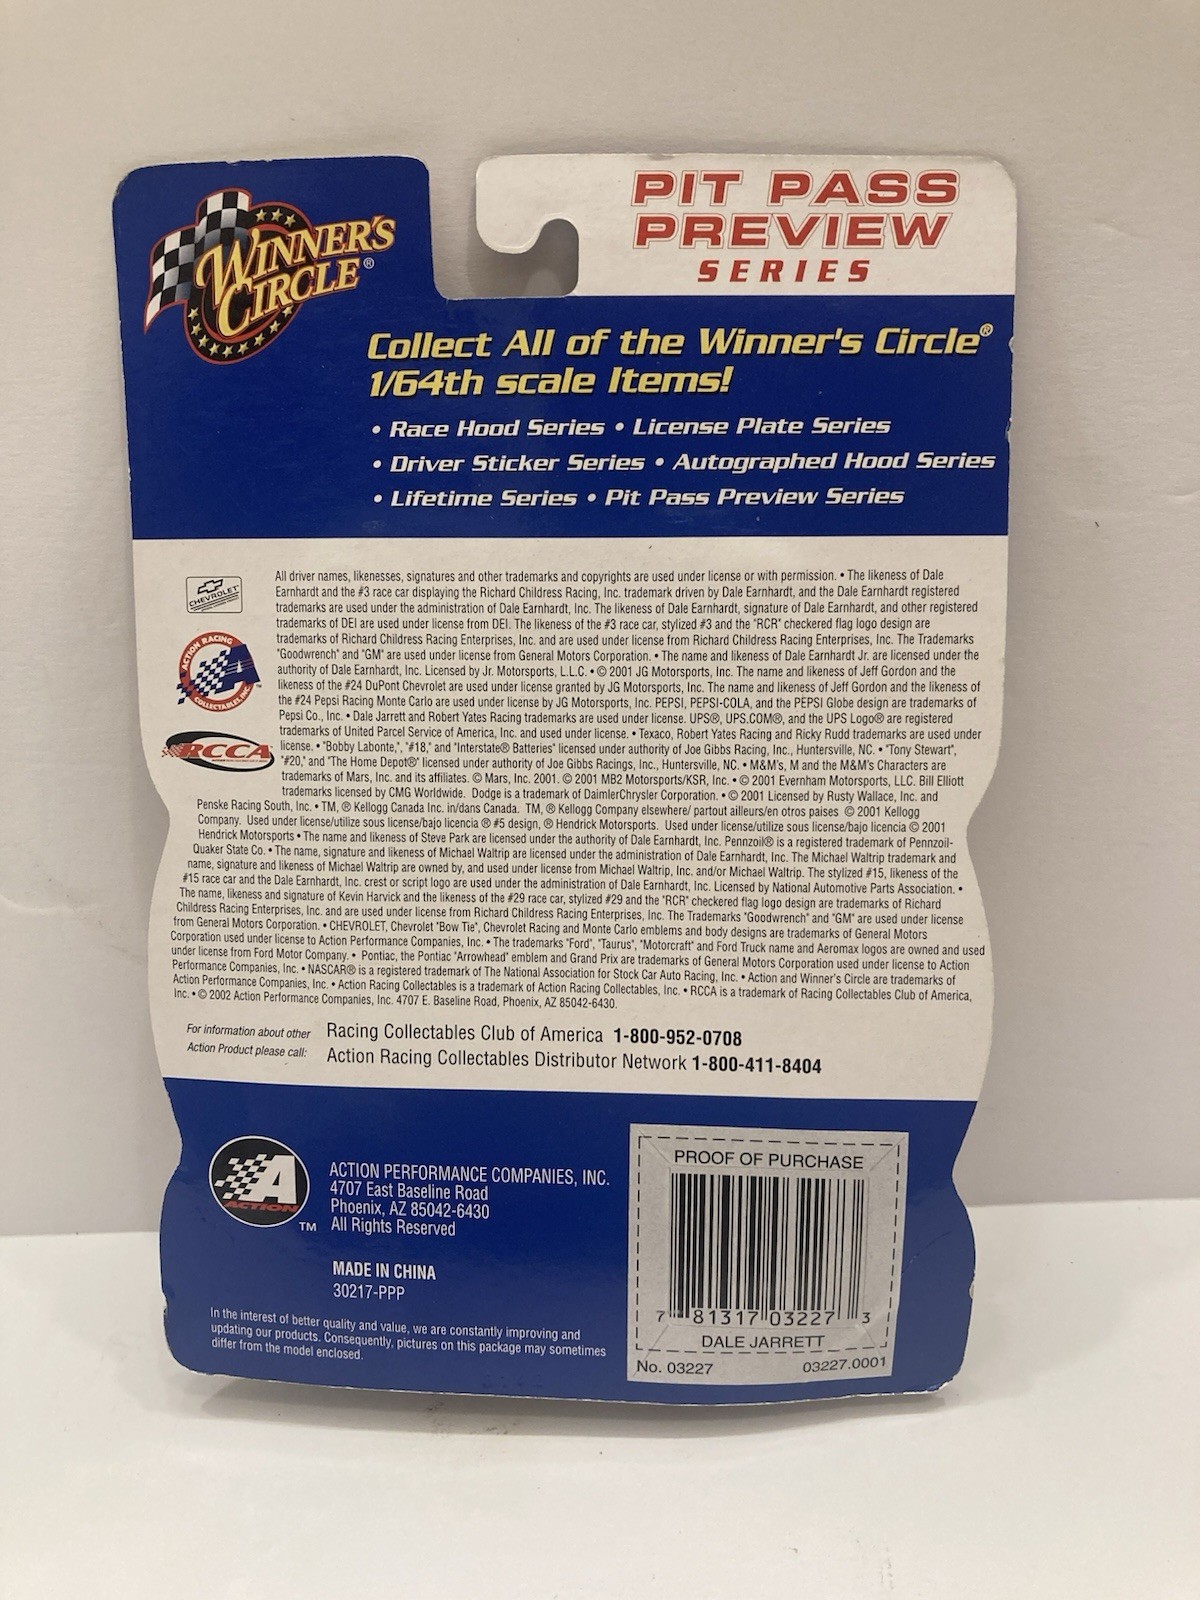 WINNER'S
CIRCLE®
PIT PASS
PREVIEW
SERIES
Collect All of the Winner's Circle®
1/64th scale Items!
• Race Hood Series • License Plate Series
• Driver Sticker Series • Autographed Hood Series
• Lifetime Series • Pit Pass Preview Series
CHEVROLET
ACTION RACING
COLLECTABLES, INC.
RCCA
All driver names, likenesses, signatures and other trademarks and copyrights are used under license or with permission. • The likeness of Dale
Earnhardt and the #3 race car displaying the Richard Childress Racing, Inc. trademark driven by Dale Earnhardt, and the Dale Earnhardt registered
trademarks are used under the administration of Dale Earnhardt, Inc. The likeness of Dale Earnhardt, signature of Dale Earnhardt, and other registered
trademarks of DEI are used under license from DEI. The likeness of the #3 race car, stylized #3 and the "RCR" checkered flag logo design are
trademarks of Richard Childress Racing Enterprises, Inc. and are used under license from Richard Childress Racing Enterprises, Inc. The Trademarks
"Goodwrench" and "GM" are used under license from General Motors Corporation. • The name and likeness of Dale Earnhardt Jr. are licensed under the
authority of Dale Earnhardt, Inc. Licensed by Jr. Motorsports, L.L.C. • © 2001 JG Motorsports, Inc. The name and likeness of Jeff Gordon and the
likeness of the #24 DuPont Chevrolet are used under license granted by JG Motorsports, Inc. The name and likeness of Jeff Gordon and the likeness of
the #24 Pepsi Racing Monte Carlo are used under license by JG Motorsports, Inc. PEPSI, PEPSI-COLA, and the PEPSI Globe design are trademarks of
Pepsi Co., Inc. • Dale Jarrett and Robert Yates Racing trademarks are used under license. UPS®, UPS.COM®, and the UPS Logo® are registered
trademarks of United Parcel Service of America, Inc. and used under license. • Texaco, Robert Yates Racing and Ricky Rudd trademarks are used under
license. • "Bobby Labonte,", "#18," and "Interstate® Batteries" licensed under authority of Joe Gibbs Racing, Inc., Huntersville, NC. • "Tony Stewart",
"#20," and "The Home Depot®" licensed under authority of Joe Gibbs Racings, Inc., Huntersville, NC. • M&M's, M and the M&M's Characters are
trademarks of Mars, Inc. and its affiliates. © Mars, Inc. 2001. © 2001 MB2 Motorsports/KSR, Inc. • © 2001 Evernham Motorsports, LLC. Bill Elliott
trademarks licensed by CMG Worldwide. Dodge is a trademark of DaimlerChrysler Corporation. • © 2001 Licensed by Rusty Wallace, Inc. and
Penske Racing South, Inc. • TM, ® Kellogg Canada Inc. in/dans Canada. TM, ® Kellogg Company elsewhere/ partout ailleurs/en otros paises © 2001 Kellogg
Company. Used under license/utilize sous license/bajo licencia ® #5 design, ® Hendrick Motorsports. Used under license/utilize sous license/bajo licencia © 2001
Hendrick Motorsports • The name and likeness of Steve Park are licensed under the authority of Dale Earnhardt, Inc. Pennzoil® is a registered trademark of Pennzoil-
Quaker State Co. • The name, signature and likeness of Michael Waltrip are licensed under the administration of Dale Earnhardt, Inc. The Michael Waltrip trademark and
name, signature and likeness of Michael Waltrip are owned by, and used under license from Michael Waltrip, Inc. and/or Michael Waltrip. The stylized #15, likeness of the
#15 race car and the Dale Earnhardt, Inc. crest or script logo are used under the administration of Dale Earnhardt, Inc. Licensed by National Automotive Parts Association. •
The name, likeness and signature of Kevin Harvick and the likeness of the #29 race car, stylized #29 and the "RCR" checkered flag logo design are trademarks of Richard
Childress Racing Enterprises, Inc. and are used under license from Richard Childress Racing Enterprises, Inc. The Trademarks "Goodwrench" and "GM" are used under license
from General Motors Corporation. • CHEVROLET, Chevrolet "Bow Tie", Chevrolet Racing and Monte Carlo emblems and body designs are trademarks of General Motors
Corporation used under license to Action Performance Companies, Inc. • The trademarks "Ford", "Taurus", "Motorcraft" and Ford Truck name and Aeromax logos are owned and used
under license from Ford Motor Company. • Pontiac, the Pontiac "Arrowhead" emblem and Grand Prix are trademarks of General Motors Corporation used under license to Action
Performance Companies, Inc. • NASCAR® is a registered trademark of The National Association for Stock Car Auto Racing, Inc. • Action and Winner's Circle are trademarks of
Action Performance Companies, Inc. • Action Racing Collectables is a trademark of Action Racing Collectables, Inc. • RCCA is a trademark of Racing Collectables Club of America,
Inc. • © 2002 Action Performance Companies, Inc. 4707 E. Baseline Road, Phoenix, AZ 85042-6430.
For information about other
Action Product please call:
Racing Collectables Club of America 1-800-952-0708
Action Racing Collectables Distributor Network 1-800-411-8404
A
ACTION
TM
ACTION PERFORMANCE COMPANIES, INC.
4707 East Baseline Road
Phoenix, AZ 85042-6430
All Rights Reserved
MADE IN CHINA
30217-PPP
In the interest of better quality and value, we are constantly improving and
updating our products. Consequently, pictures on this package may sometimes
differ from the model enclosed.
PROOF OF PURCHASE
7 81317 03227 3
DALE JARRETT
No. 03227 03227.0001